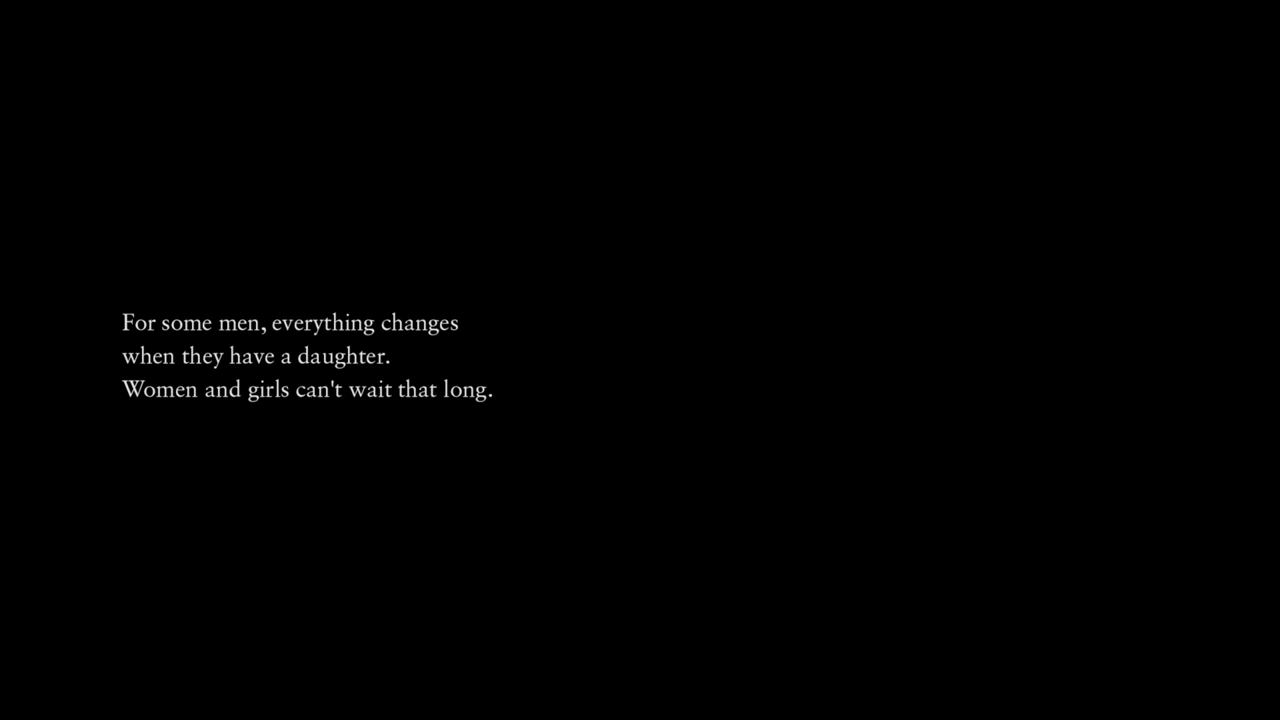 For some men, everything changes
when they have a daughter.
Women and girls can't wait that long.